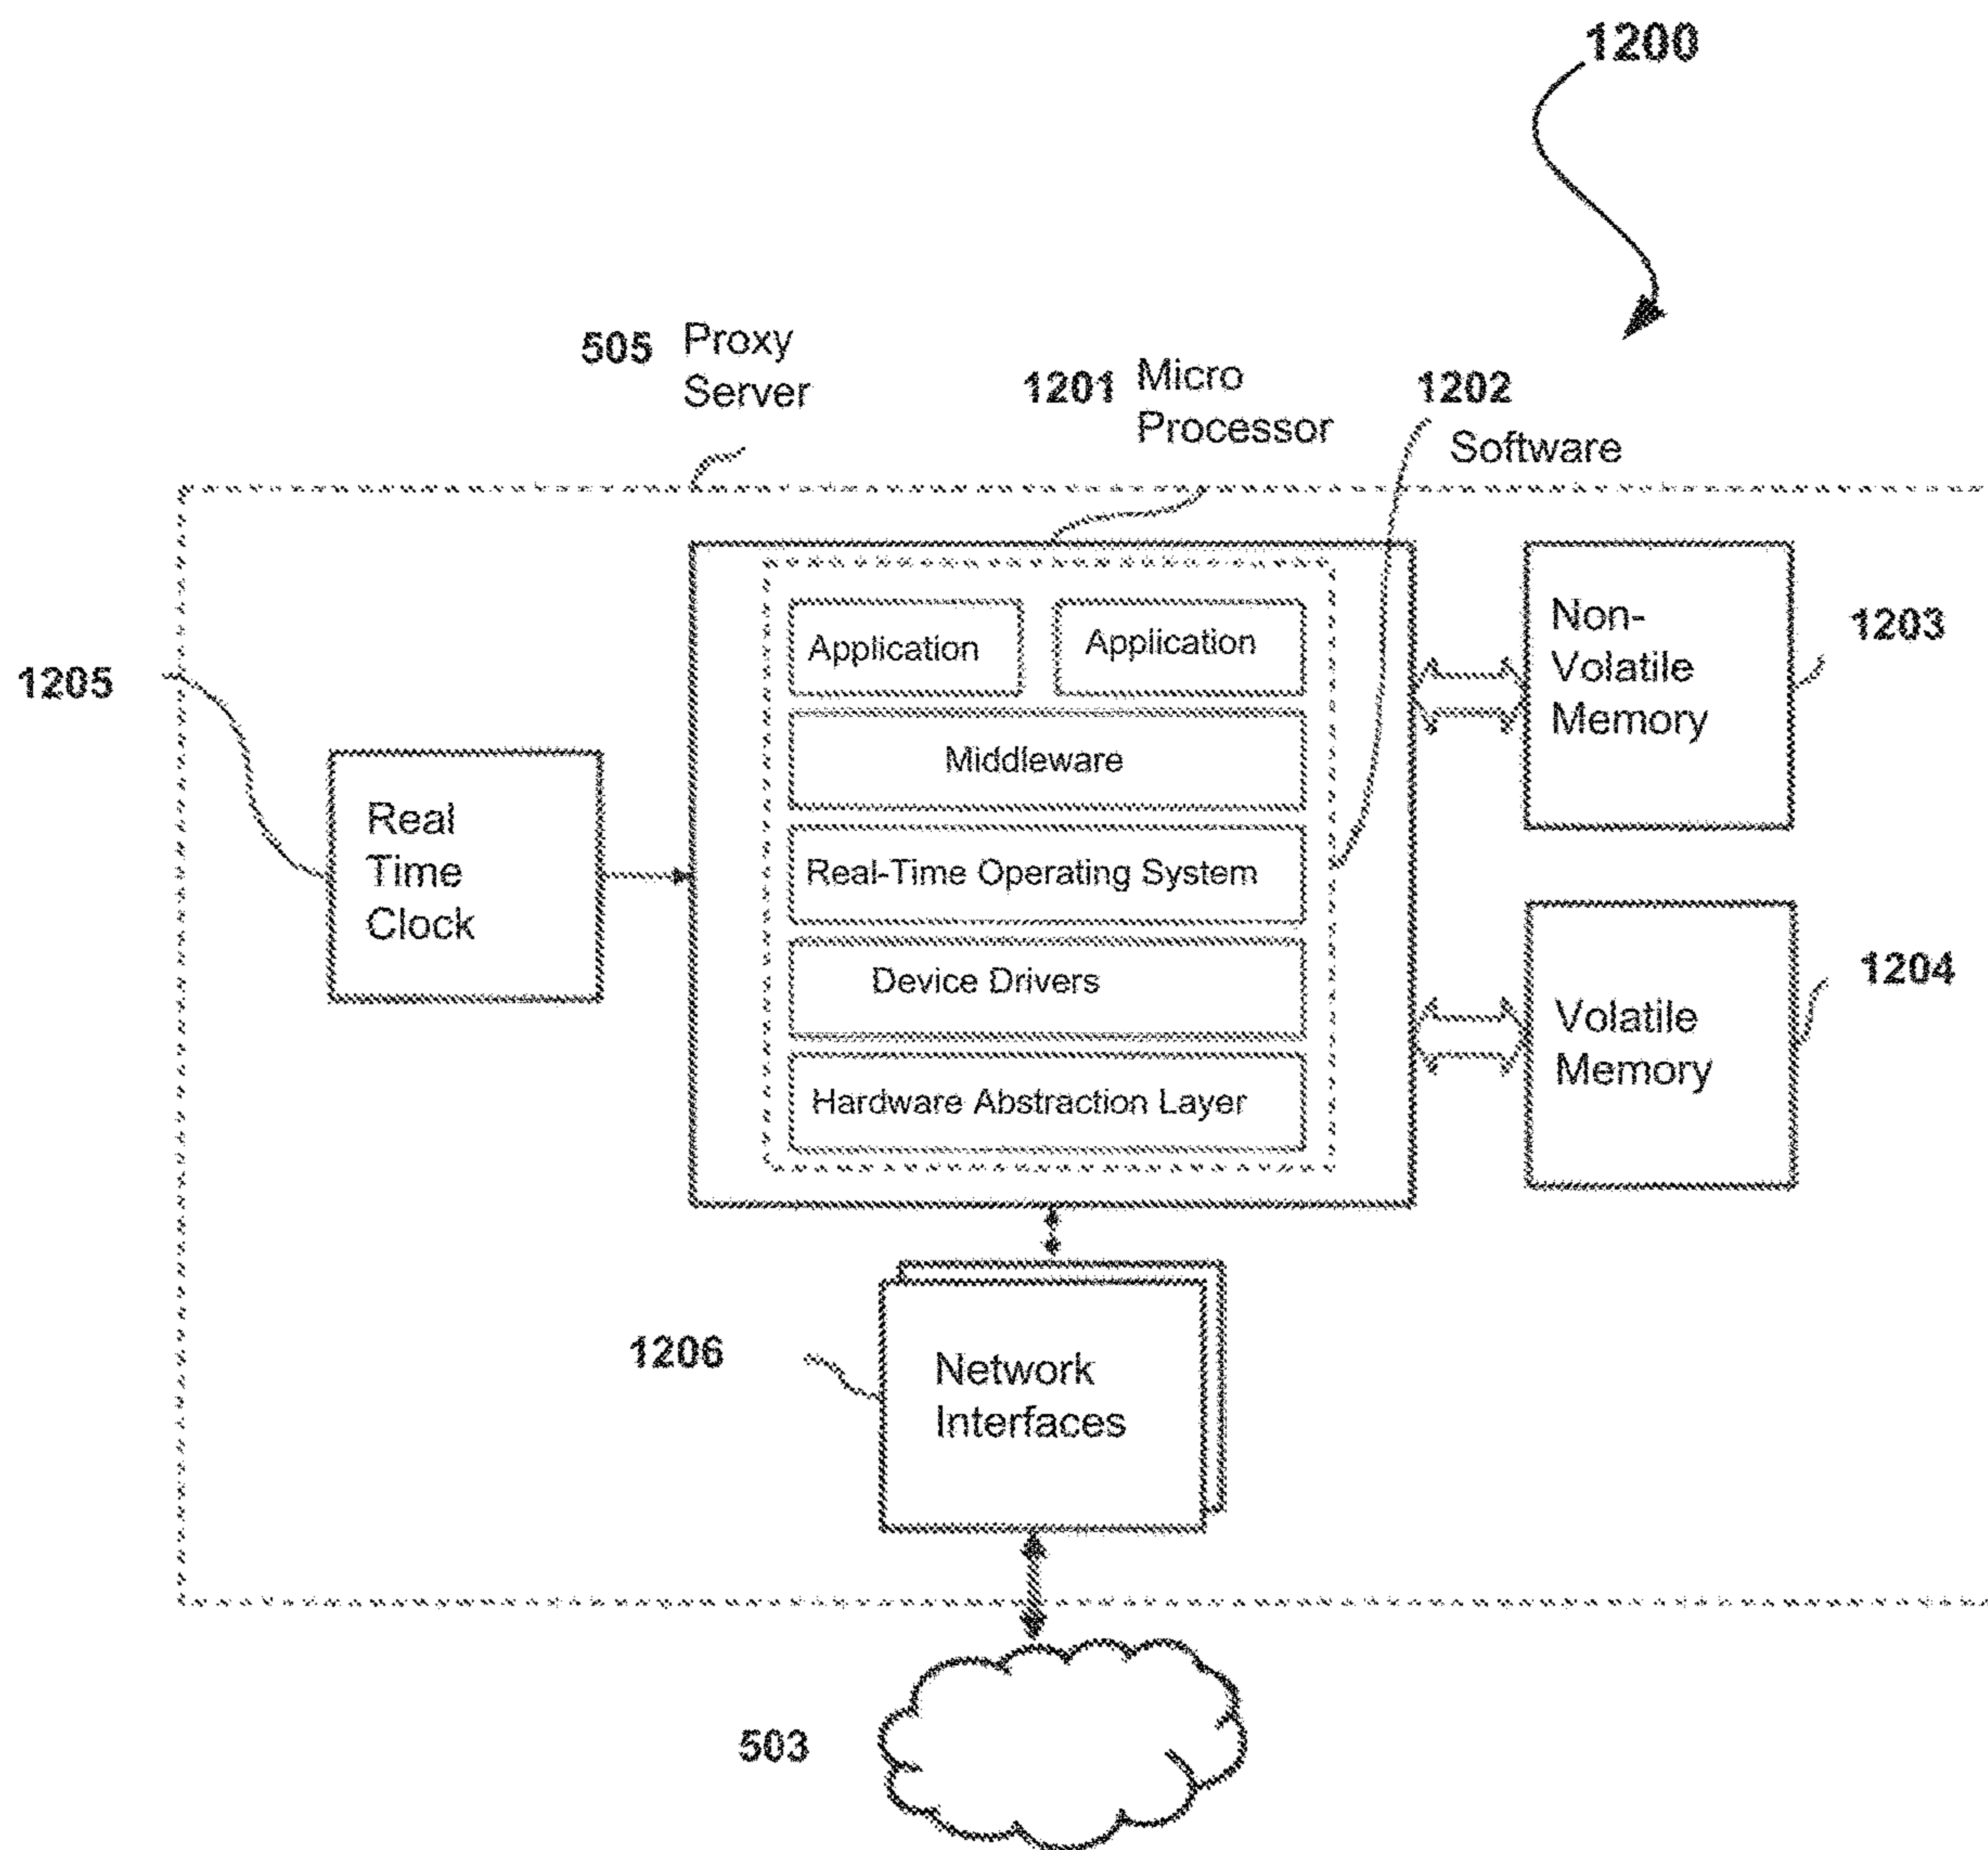 1200
505 Proxy
Server
1201 Micro
Processor
1202
Software
Application
Application
Middleware
Real-Time Operating System
Device Drivers
Hardware Abstraction Layer
Non-
Volatile
Memory
1203
1205
Real
Time
Clock
Volatile
Memory
1204
1206
Network
Interfaces
503